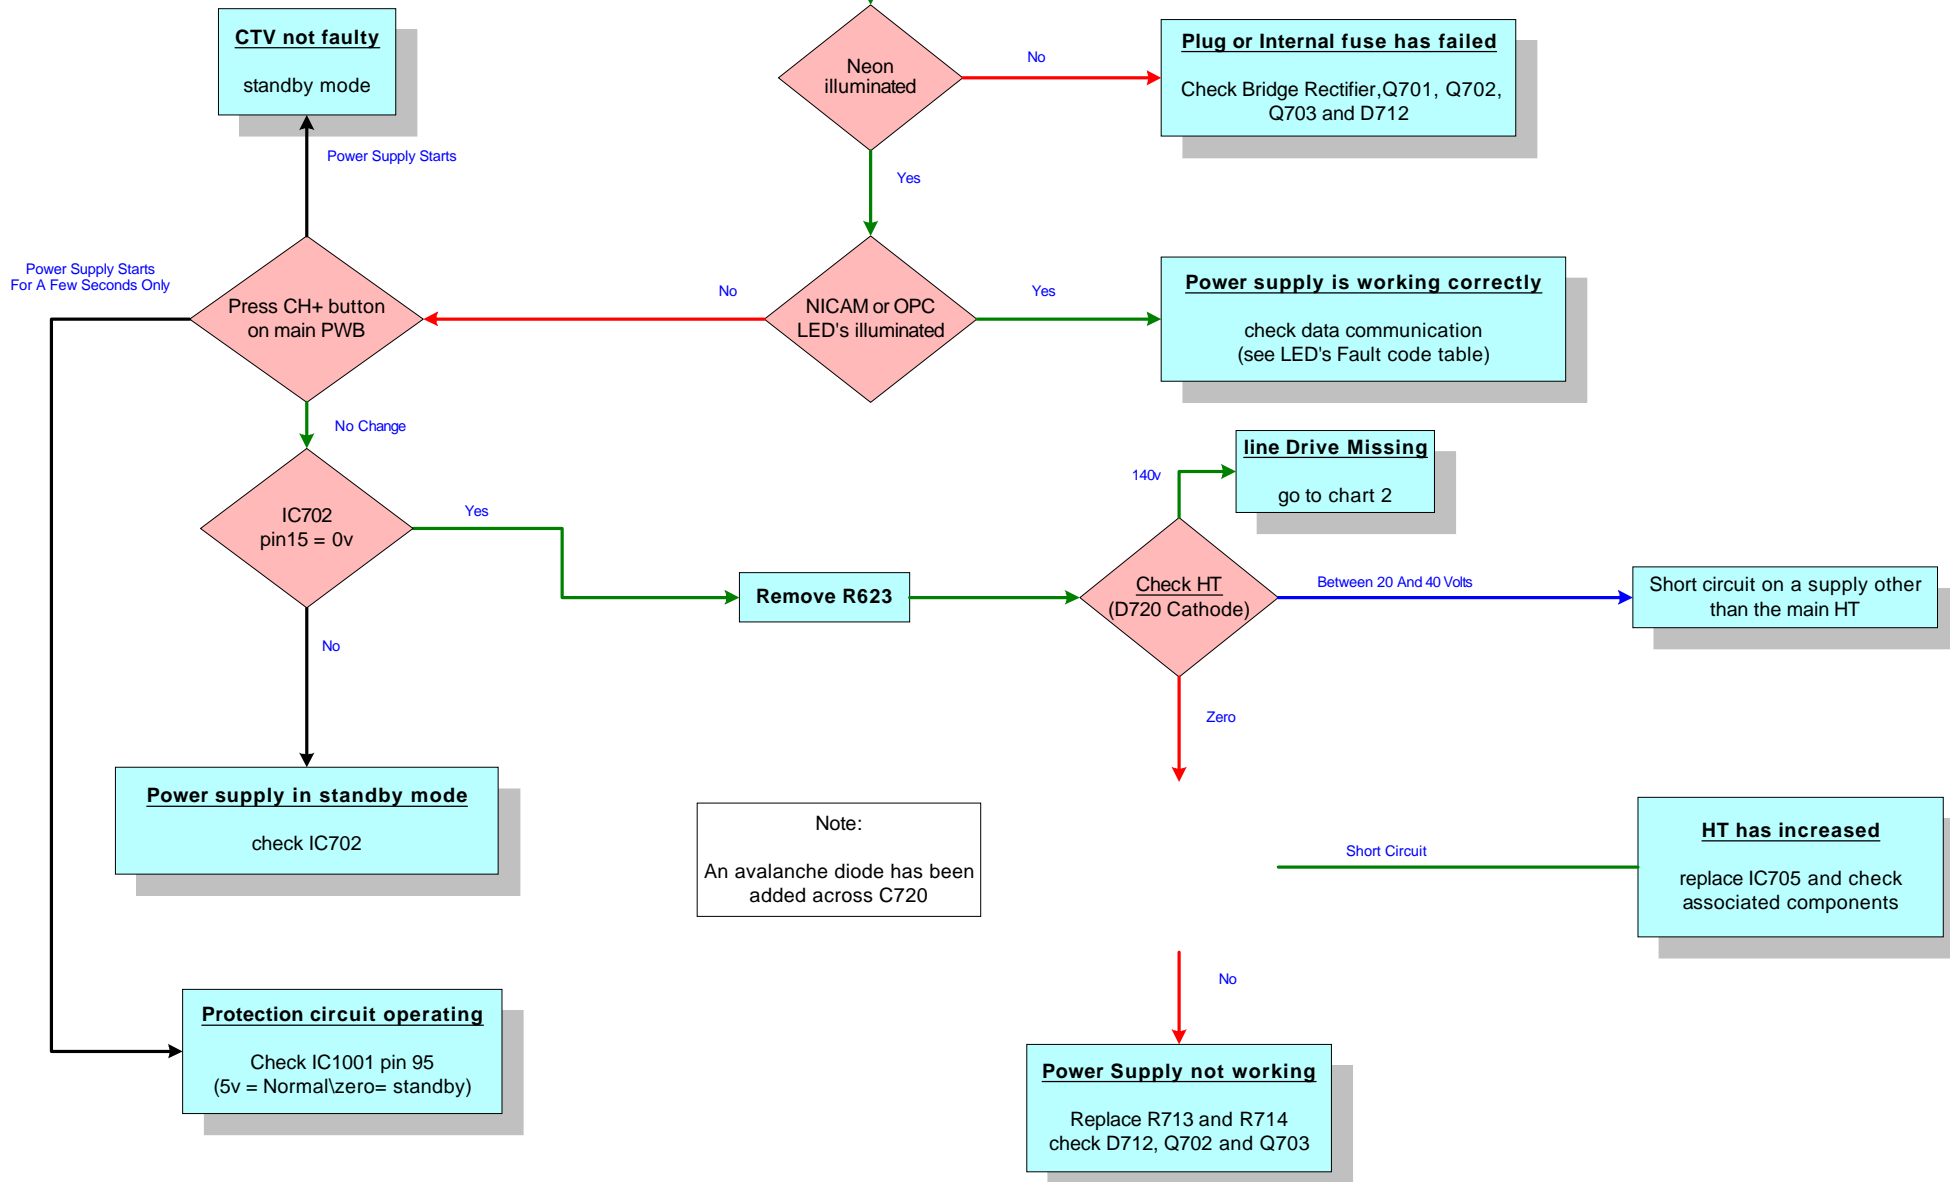 CTV not faulty
standby mode
Neon
illuminated
No
Plug or Internal fuse has failed
Check Bridge Rectifier,Q701, Q702,
Q703 and D712
Power Supply Starts
Yes
Power Supply Starts
For A Few Seconds Only
Press CH+ button
on main PWB
No
NICAM or OPC
LED's illuminated
Yes
Power supply is working correctly
check data communication
(see LED's Fault code table)
No Change
line Drive Missing
go to chart 2
140v
IC702
pin15 = 0v
Yes
Remove R623
Check HT
(D720 Cathode)
Between 20 And 40 Volts
Short circuit on a supply other
than the main HT
No
Zero
Power supply in standby mode
check IC702
Note:
An avalanche diode has been
added across C720
Short Circuit
HT has increased
replace IC705 and check
associated components
No
Protection circuit operating
Check IC1001 pin 95
(5v = Normal\zero= standby)
Power Supply not working
Replace R713 and R714
check D712, Q702 and Q703